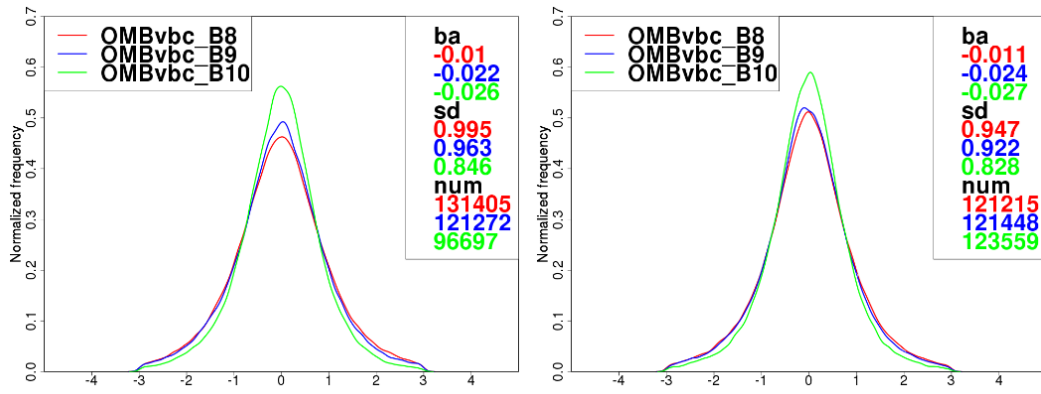 0.7
0.6
0.5
0.4
0.3
0.2
0.1
0.0
Normalized frequency
OMBvbc_B8
OMBvbc_B9
OMBvbc_B10
ba
-0.01
-0.022
-0.026
sd
0.995
0.963
0.846
num
131405
121272
96697
-4 -3 -2 -1 0 1 2 3 4
0.7
0.6
0.5
0.4
0.3
0.2
0.1
0.0
Normalized frequency
OMBvbc_B8
OMBvbc_B9
OMBvbc_B10
ba
-0.011
-0.024
-0.027
sd
0.947
0.922
0.828
num
121215
121448
123559
-4 -3 -2 -1 0 1 2 3 4